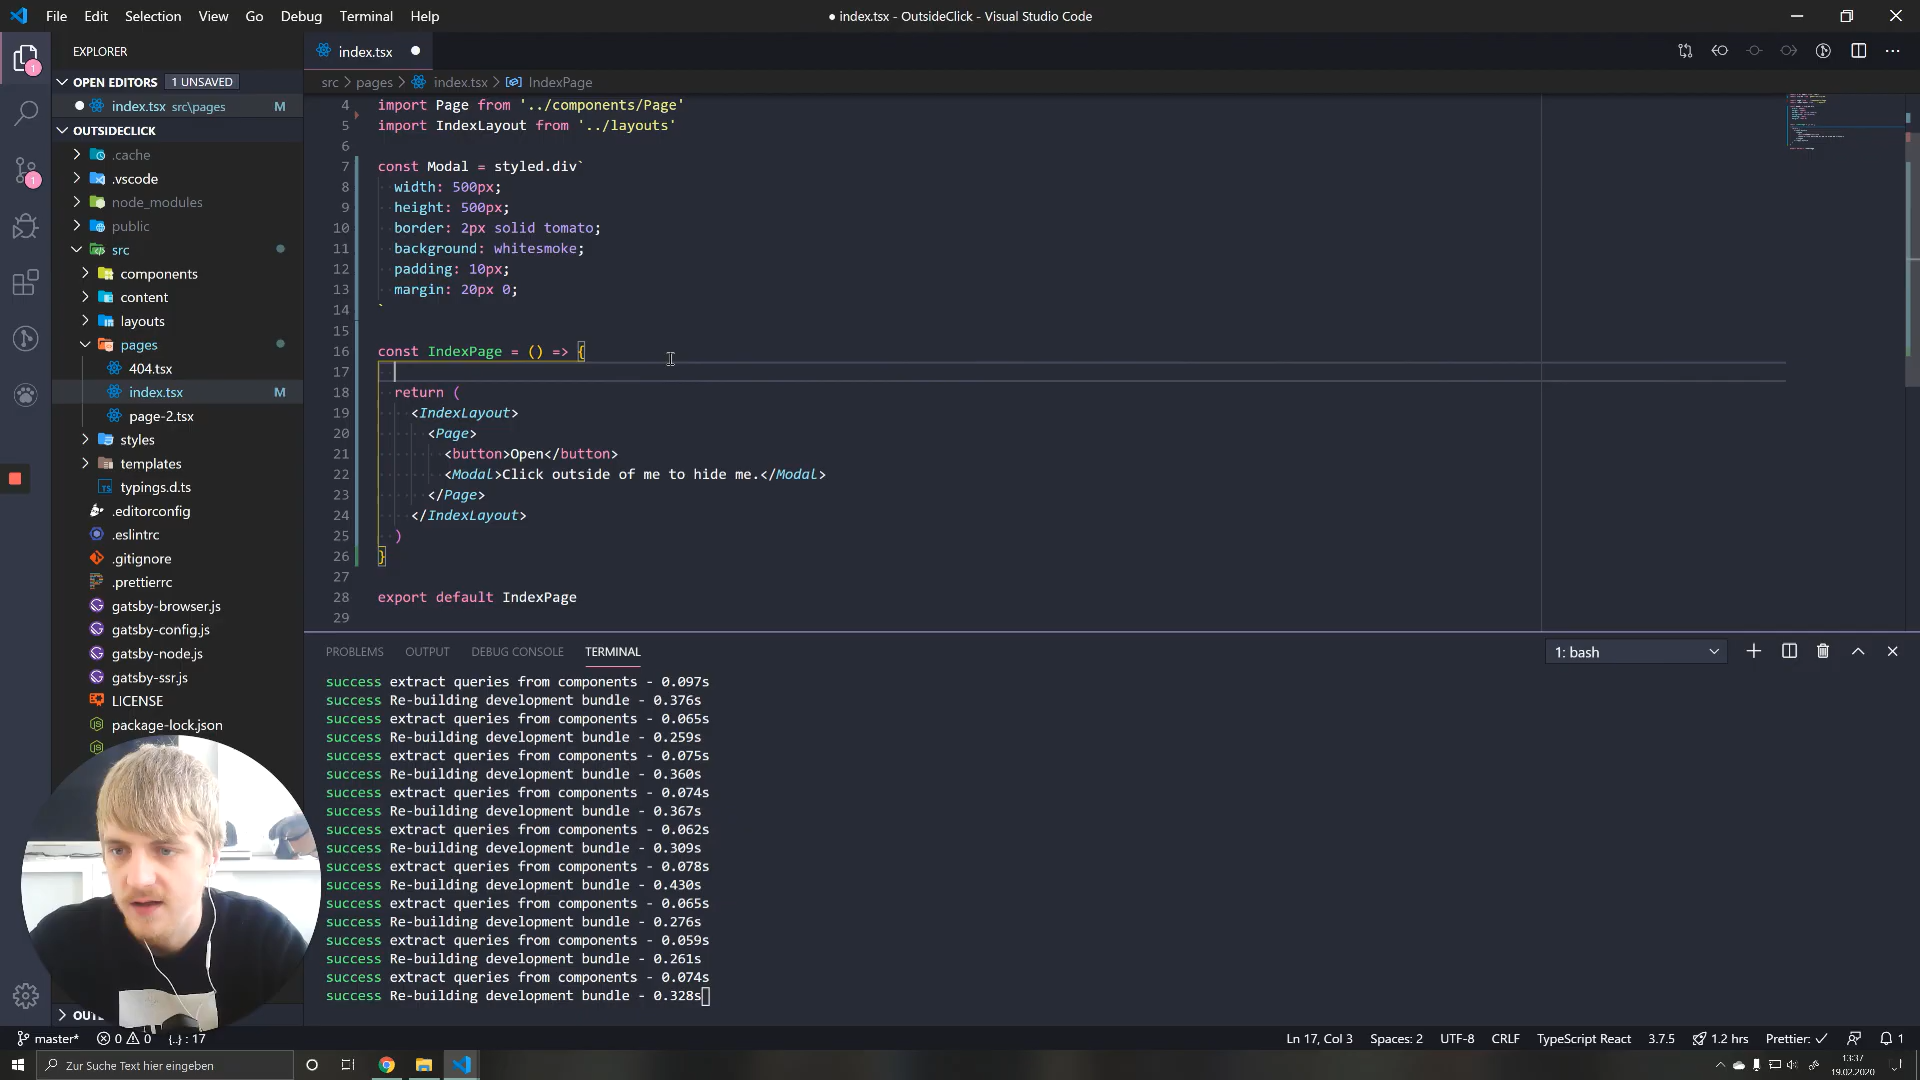 File Edit Selection View Go Debug Terminal Help
● index.tsx - OutsideClick - Visual Studio Code
EXPLORER
index.tsx
OPEN EDITORS 1 UNSAVED
index.tsx src\pages M
OUTSIDECLICK
.cache
.vscode
node_modules
public
src
components
content
layouts
pages
404.tsx
index.tsx M
page-2.tsx
styles
templates
typings.d.ts
.editorconfig
.eslintrc
.gitignore
.prettierrc
gatsby-browser.js
gatsby-config.js
gatsby-node.js
gatsby-ssr.js
LICENSE
package-lock.json
1
1
src > pages > index.tsx > IndexPage
4 import Page from '../components/Page'
5 import IndexLayout from '../layouts'
6
7 const Modal = styled.div`
8 width: 500px;
9 height: 500px;
10 border: 2px solid tomato;
11 background: whitesmoke;
12 padding: 10px;
13 margin: 20px 0;
14 `
15
16 const IndexPage = () => {
17
18 return (
19 <IndexLayout>
20 <Page>
21 <button>Open</button>
22 <Modal>Click outside of me to hide me.</Modal>
23 </Page>
24 </IndexLayout>
25 )
26 }
27
28 export default IndexPage
29
PROBLEMS OUTPUT DEBUG CONSOLE TERMINAL
1: bash
success extract queries from components - 0.097s
success Re-building development bundle - 0.376s
success extract queries from components - 0.065s
success Re-building development bundle - 0.259s
success extract queries from components - 0.075s
success Re-building development bundle - 0.360s
success extract queries from components - 0.074s
success Re-building development bundle - 0.367s
success extract queries from components - 0.062s
success Re-building development bundle - 0.309s
success extract queries from components - 0.078s
success Re-building development bundle - 0.430s
success extract queries from components - 0.065s
success Re-building development bundle - 0.276s
success extract queries from components - 0.059s
success Re-building development bundle - 0.261s
success extract queries from components - 0.074s
success Re-building development bundle - 0.328s
master* 0 0 {..} : 17
Ln 17, Col 3 Spaces: 2 UTF-8 CRLF TypeScript React 3.7.5 1.2 hrs Prettier: ✓ 1
Zur Suche Text hier eingeben
13:37
19.02.2020